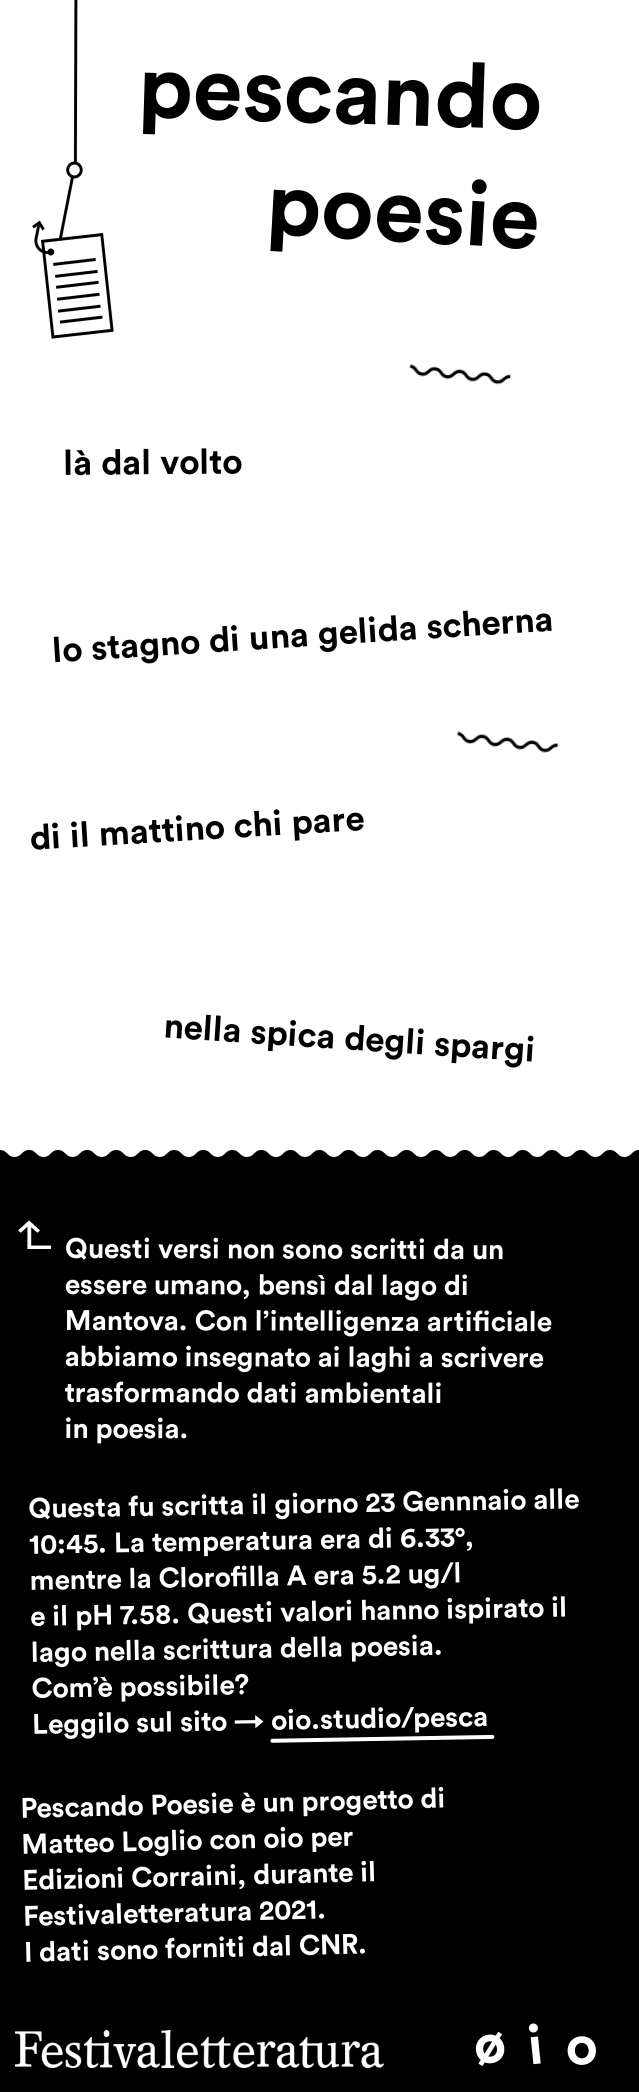 pescando
poesie
là dal volto
lo stagno di una gelida scherna
di il mattino chi pare
nella spica degli spargi
Questi versi non sono scritti da un
essere umano, bensì dal lago di
Mantova. Con l’intelligenza artificiale
abbiamo insegnato ai laghi a scrivere
trasformando dati ambientali
in poesia.
Questa fu scritta il giorno 23 Gennnaio alle
10:45. La temperatura era di 6.33°,
mentre la Clorofilla A era 5.2 ug/l
e il pH 7.58. Questi valori hanno ispirato il
lago nella scrittura della poesia.
Com’è possibile?
Leggilo sul sito → oio.studio/pesca
Pescando Poesie è un progetto di
Matteo Loglio con oio per
Edizioni Corraini, durante il
Festivaletteratura 2021.
I dati sono forniti dal CNR.
Festivaletteratura ø i o